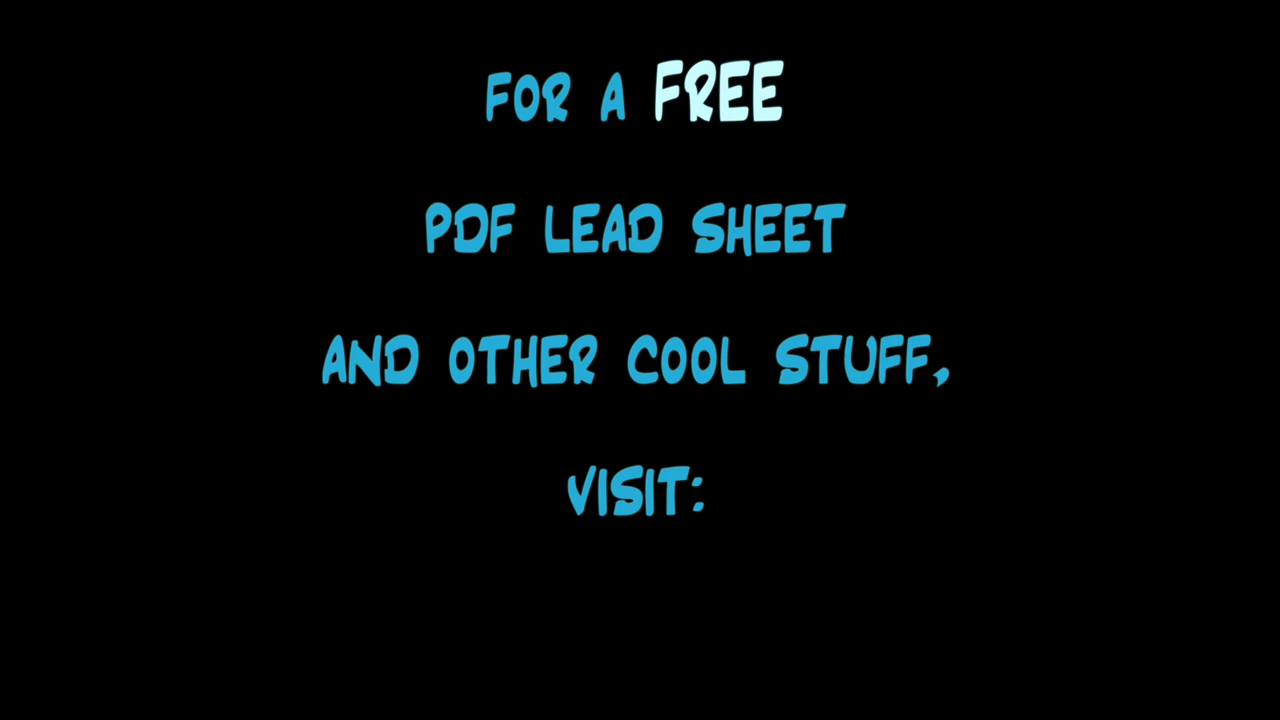 FOR A FREE
PDF LEAD SHEET
AND OTHER COOL STUFF,
VISIT: